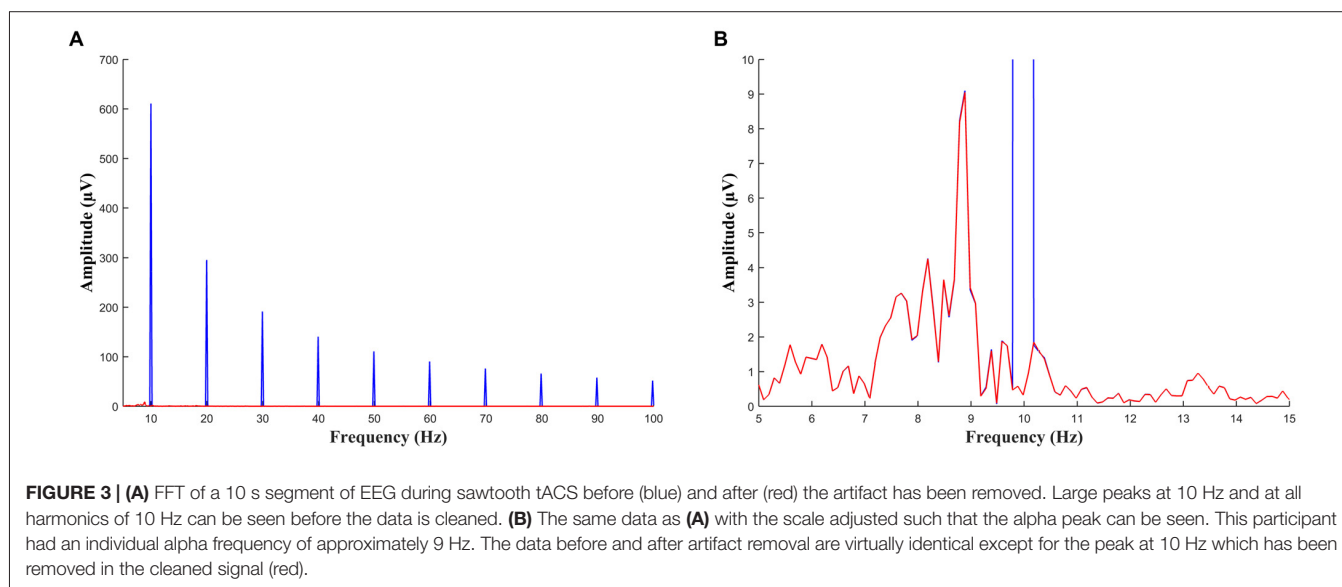 A
B
700
600
500
400
300
200
100
0
Amplitude (µV)
10 20 30 40 50 60 70 80 90 100
Frequency (Hz)
10
9
8
7
6
5
4
3
2
1
0
Amplitude (µV)
5 6 7 8 9 10 11 12 13 14 15
Frequency (Hz)
FIGURE 3 | (A) FFT of a 10 s segment of EEG during sawtooth tACS before (blue) and after (red) the artifact has been removed. Large peaks at 10 Hz and at all
harmonics of 10 Hz can be seen before the data is cleaned. (B) The same data as (A) with the scale adjusted such that the alpha peak can be seen. This participant
had an individual alpha frequency of approximately 9 Hz. The data before and after artifact removal are virtually identical except for the peak at 10 Hz which has been
removed in the cleaned signal (red).